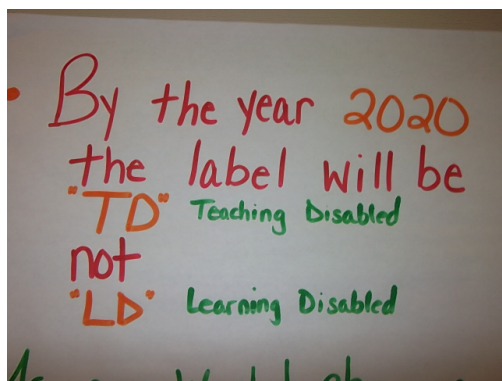 • By the year 2020
the label will be
"TD" Teaching Disabled
not
"LD" Learning Disabled